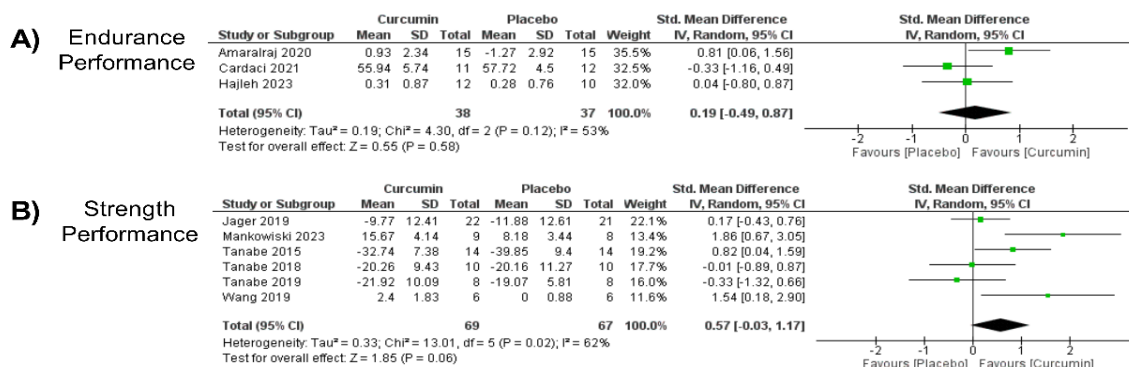 A) Endurance Performance
Curcumin Placebo Std. Mean Difference Std. Mean Difference
Study or Subgroup Mean SD Total Mean SD Total Weight IV, Random, 95% CI IV, Random, 95% CI
Amaralraj 2020 0.93 2.34 15 -1.27 2.92 15 35.5% 0.81 [0.06, 1.56]
Cardaci 2021 55.94 5.74 11 57.72 4.5 12 32.5% -0.33 [-1.16, 0.49]
Hajleh 2023 0.31 0.87 12 0.28 0.76 10 32.0% 0.04 [-0.80, 0.87]
Total (95% CI) 38 37 100.0% 0.19 [-0.49, 0.87]
Heterogeneity: Tau² = 0.19; Chi² = 4.30, df = 2 (P = 0.12); I² = 53%
Test for overall effect: Z = 0.55 (P = 0.58)
-2 -1 0 1 2
Favours [Placebo] Favours [Curcumin]
B) Strength Performance
Curcumin Placebo Std. Mean Difference Std. Mean Difference
Study or Subgroup Mean SD Total Mean SD Total Weight IV, Random, 95% CI IV, Random, 95% CI
Jager 2019 -9.77 12.41 22 -11.88 12.61 21 22.1% 0.17 [-0.43, 0.76]
Mankowiski 2023 15.67 4.14 9 8.18 3.44 8 13.4% 1.86 [0.67, 3.05]
Tanabe 2015 -32.74 7.38 14 -39.85 9.4 14 19.2% 0.82 [0.04, 1.59]
Tanabe 2018 -20.26 9.43 10 -20.16 11.27 10 17.7% -0.01 [-0.89, 0.87]
Tanabe 2019 -21.92 10.09 8 -19.07 5.81 8 16.0% -0.33 [-1.32, 0.66]
Wang 2019 2.4 1.83 6 0 0.88 6 11.6% 1.54 [0.18, 2.90]
Total (95% CI) 69 67 100.0% 0.57 [-0.03, 1.17]
Heterogeneity: Tau² = 0.33; Chi² = 13.01, df = 5 (P = 0.02); I² = 62%
Test for overall effect: Z = 1.85 (P = 0.06)
-2 -1 0 1 2
Favours [Placebo] Favours [Curcumin]